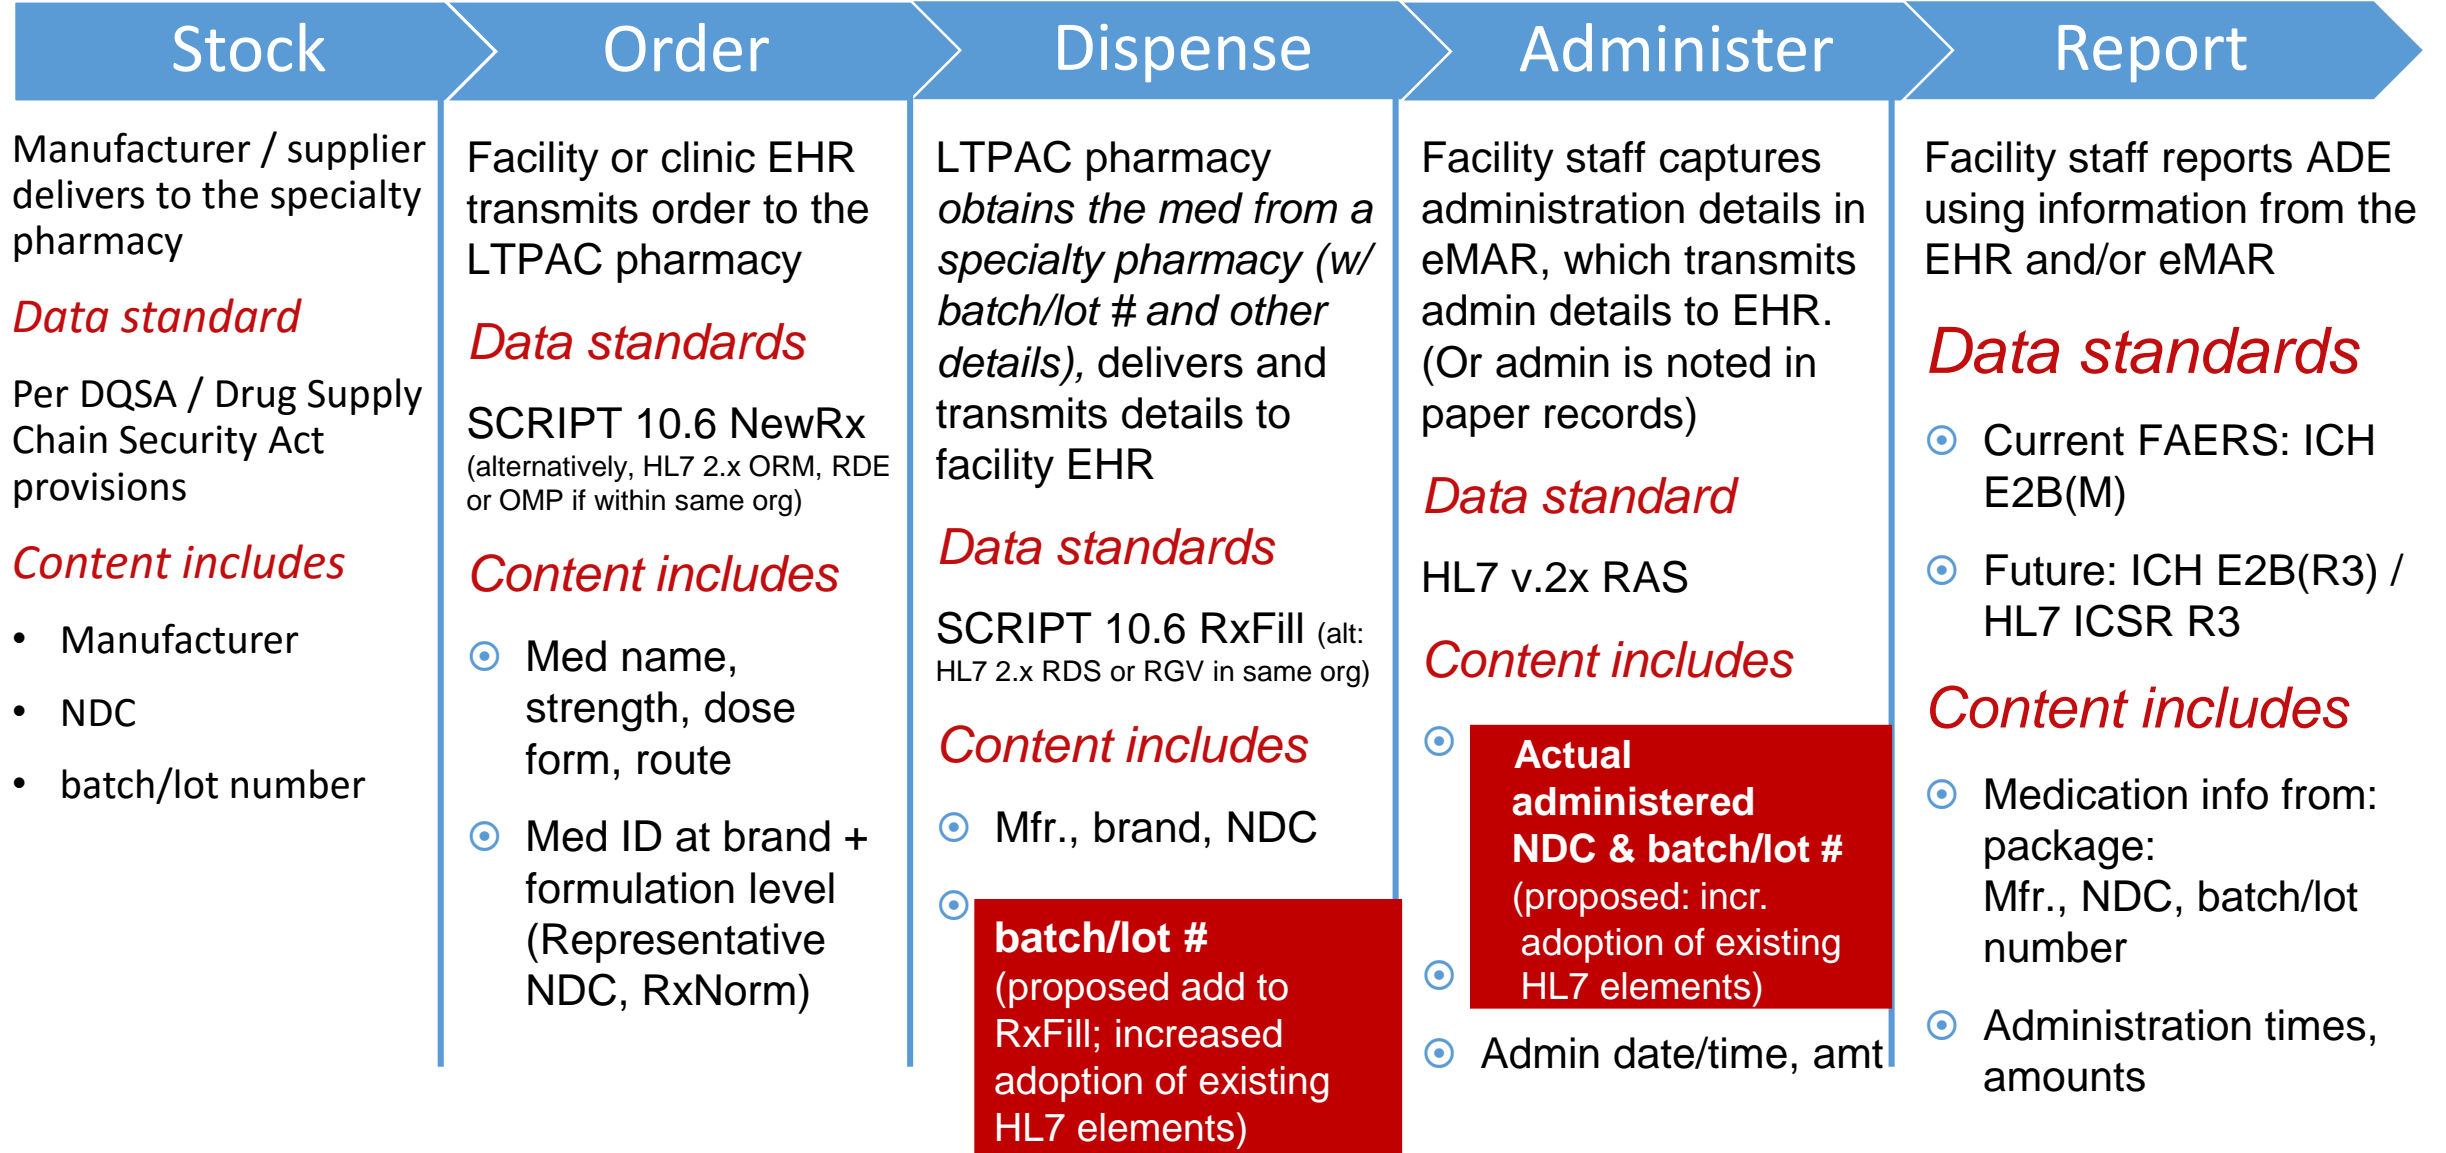 Stock
Order
Dispense
Administer
Report
Manufacturer / supplier
delivers to the specialty
pharmacy
Data standard
Per DQSA / Drug Supply
Chain Security Act
provisions
Content includes
• Manufacturer
• NDC
• batch/lot number
Facility or clinic EHR
transmits order to the
LTPAC pharmacy
Data standards
SCRIPT 10.6 NewRx
(alternatively, HL7 2.x ORM, RDE
or OMP if within same org)
Content includes
Med name,
strength, dose
form, route
Med ID at brand +
formulation level
(Representative
NDC, RxNorm)
LTPAC pharmacy
obtains the med from a
specialty pharmacy (w/
batch/lot # and other
details), delivers and
transmits details to
facility EHR
Data standards
SCRIPT 10.6 RxFill (alt:
HL7 2.x RDS or RGV in same org)
Content includes
Mfr., brand, NDC
batch/lot #
(proposed add to
RxFill; increased
adoption of existing
HL7 elements)
Facility staff captures
administration details in
eMAR, which transmits
admin details to EHR.
(Or admin is noted in
paper records)
Data standard
HL7 v.2x RAS
Content includes
Actual
administered
NDC & batch/lot #
(proposed: incr.
adoption of existing
HL7 elements)
Admin date/time, amt
Facility staff reports ADE
using information from the
EHR and/or eMAR
Data standards
Current FAERS: ICH
E2B(M)
Future: ICH E2B(R3) /
HL7 ICSR R3
Content includes
Medication info from:
package:
Mfr., NDC, batch/lot
number
Administration times,
amounts